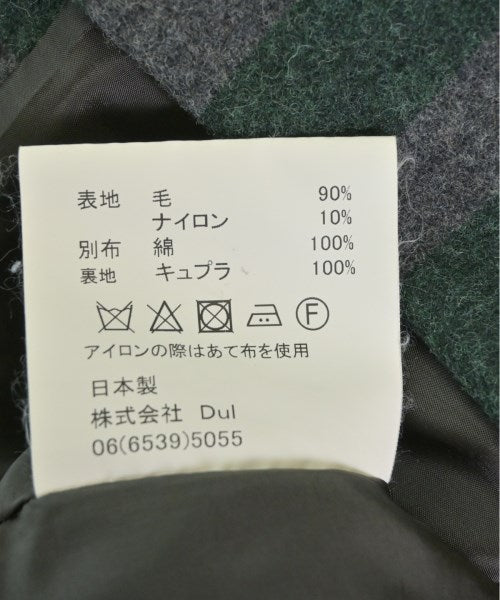 表地 毛 90%
ナイロン 10%
別布 綿 100%
裏地 キュプラ 100%
F
アイロンの際はあて布を使用
日本製
株式会社 Dul
06(6539)5055